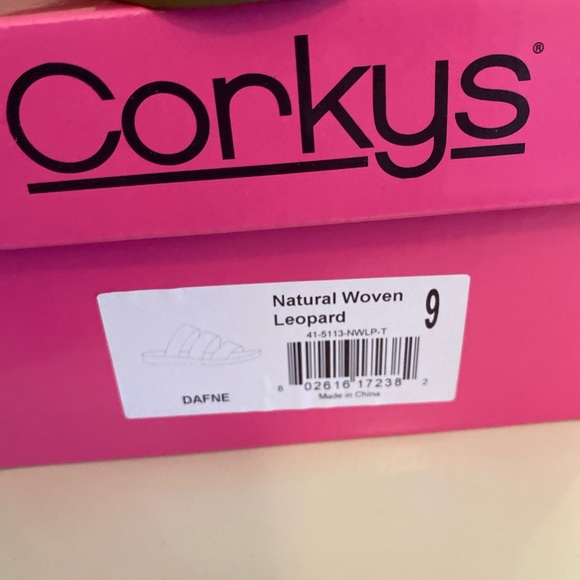 Corkys®
Natural Woven
Leopard
9
41-5113-NWLP-T
8 02616 17238 2
Made in China
DAFNE